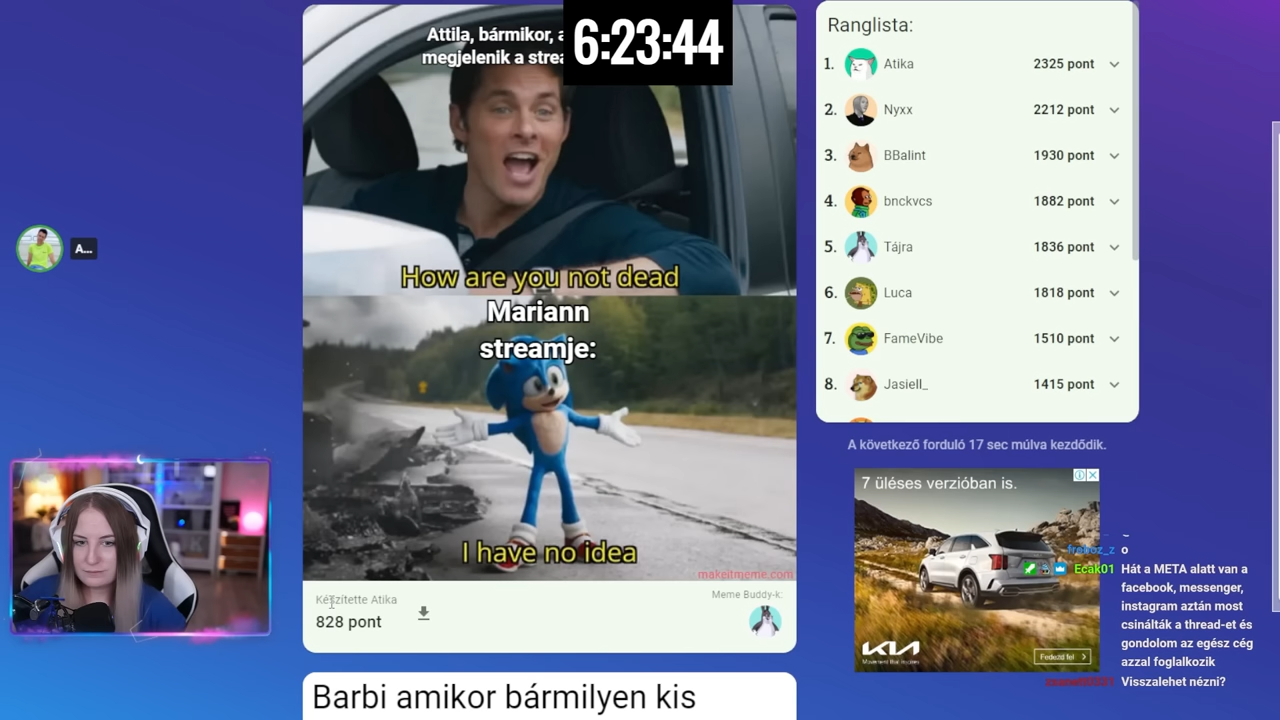 Attila, bármikor,
megjelenik a
6:23:44
How are you not dead
Mariann
streamje:
I have no idea
makeitmeme.com
Készítette Atika
828 pont
Meme Buddy-k:
Barbi amikor bármilyen kis
A...
Ranglista:
1. Atika 2325 pont
2. Nyxx 2212 pont
3. BBalint 1930 pont
4. bnckvcs 1882 pont
5. Tájra 1836 pont
6. Luca 1818 pont
7. FameVibe 1510 pont
8. Jasiell_ 1415 pont
A következő forduló 17 sec múlva kezdődik.
7 üléses verzióban is.
KIA
Movement that inspires
Fedezd fel
o
Ecak01 Hát a META alatt van a
facebook, messenger,
instagram aztán most
csinálták a thread-et és
gondolom az egész cég
azzal foglalkozik
Visszalehet nézni?